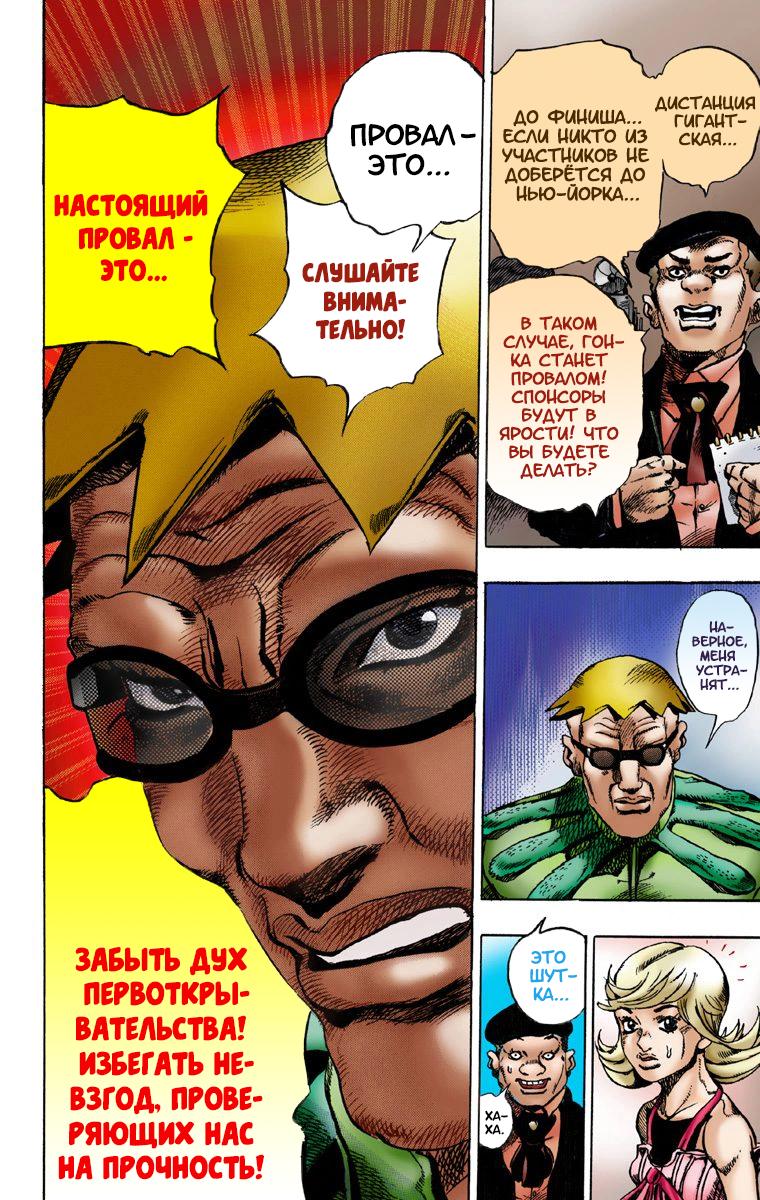 ДИСТАНЦИЯ
ГИГАНТ-
СКАЯ...
ДО ФИНИША...
ЕСЛИ НИКТО ИЗ
УЧАСТНИКОВ НЕ
ДОБЕРЁТСЯ ДО
НЬЮ-ЙОРКА...
В ТАКОМ
СЛУЧАЕ, ГОН-
КА СТАНЕТ
ПРОВАЛОМ!
СПОНСОРЫ
БУДУТ В
ЯРОСТИ! ЧТО
ВЫ БУДЕТЕ
ДЕЛАТЬ?
НА-
ВЕРНОЕ,
МЕНЯ
УСТРА-
НЯТ...
ЭТО
ШУТ-
КА...
ХА-
ХА.
ПРОВАЛ -
ЭТО...
СЛУШАЙТЕ
ВНИМА-
ТЕЛЬНО!
НАСТОЯЩИЙ
ПРОВАЛ -
ЭТО...
ЗАБЫТЬ ДУХ
ПЕРВОТКРЫ-
ВАТЕЛЬСТВА!
ИЗБЕГАТЬ НЕ-
ВЗГОД, ПРОВЕ-
РЯЮЩИХ НАС
НА ПРОЧНОСТЬ!